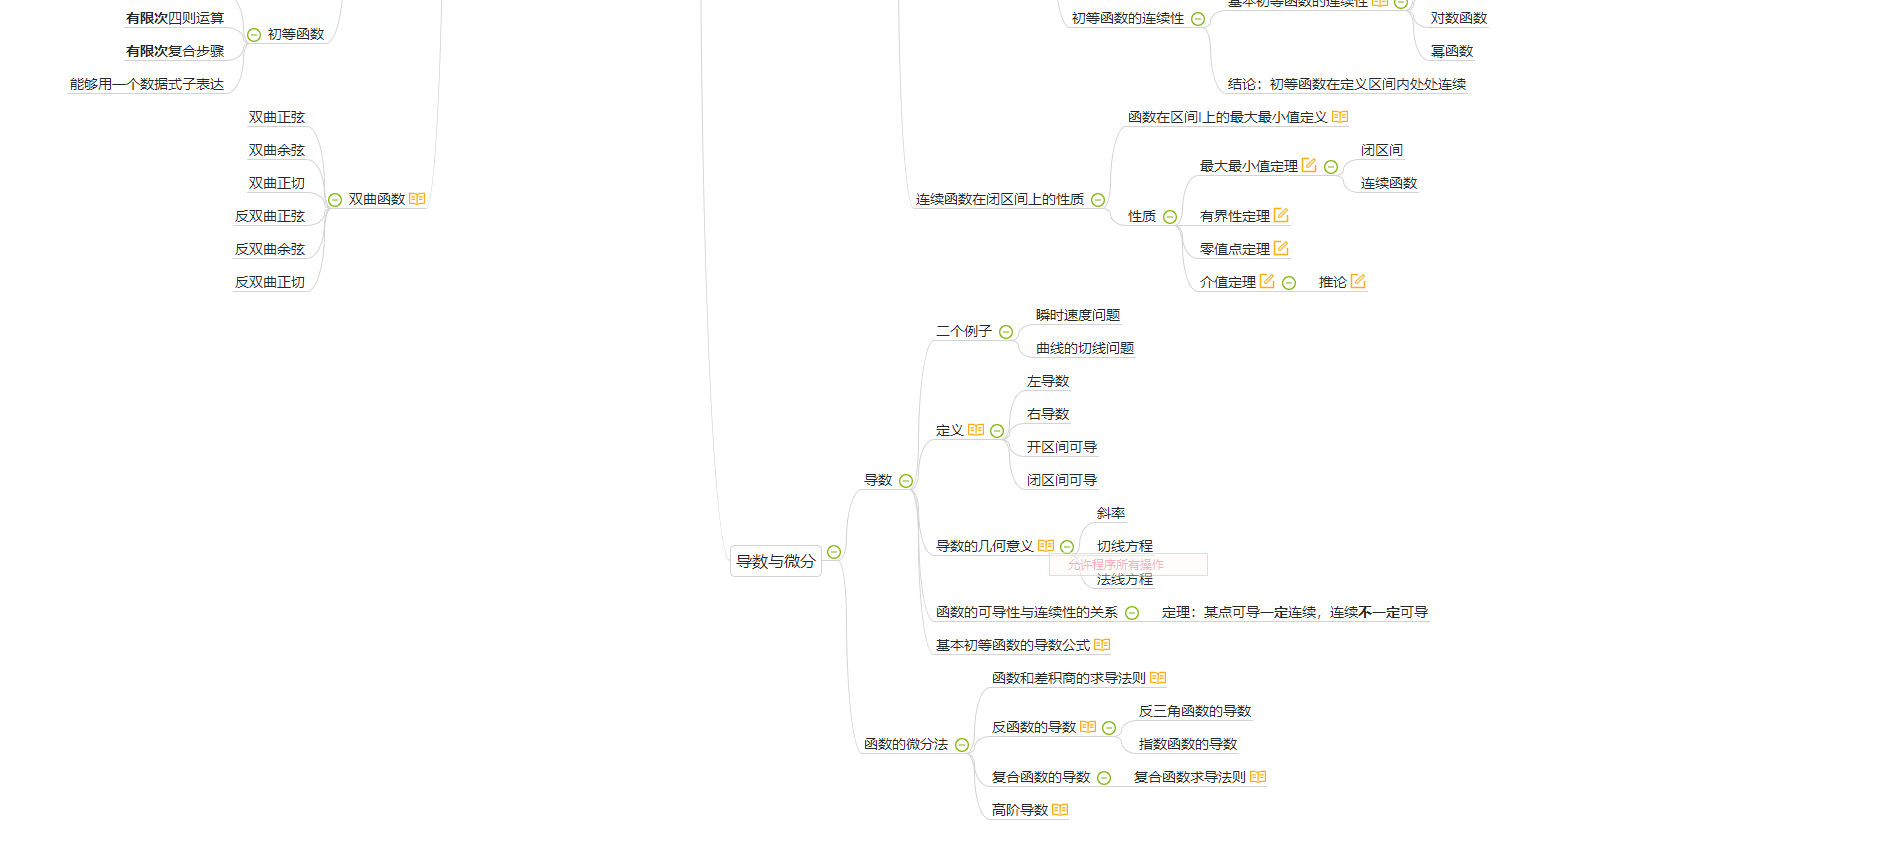 有限次四则运算
有限次复合步骤
能够用一个数据式子表达
初等函数
双曲正弦
双曲余弦
双曲正切
反双曲正弦
反双曲余弦
反双曲正切
双曲函数
初等函数的连续性
基本初等函数的连续性
对数函数
幂函数
结论：初等函数在定义区间内处处连续
连续函数在闭区间上的性质
函数在区间I上的最大最小值定义
性质
最大最小值定理
闭区间
连续函数
有界性定理
零值点定理
介值定理
推论
导数与微分
导数
二个例子
瞬时速度问题
曲线的切线问题
定义
左导数
右导数
开区间可导
闭区间可导
导数的几何意义
斜率
切线方程
允许程序所有操作
法线方程
函数的可导性与连续性的关系
定理：某点可导一定连续，连续不一定可导
基本初等函数的导数公式
函数的微分法
函数和差积商的求导法则
反函数的导数
反三角函数的导数
指数函数的导数
复合函数的导数
复合函数求导法则
高阶导数